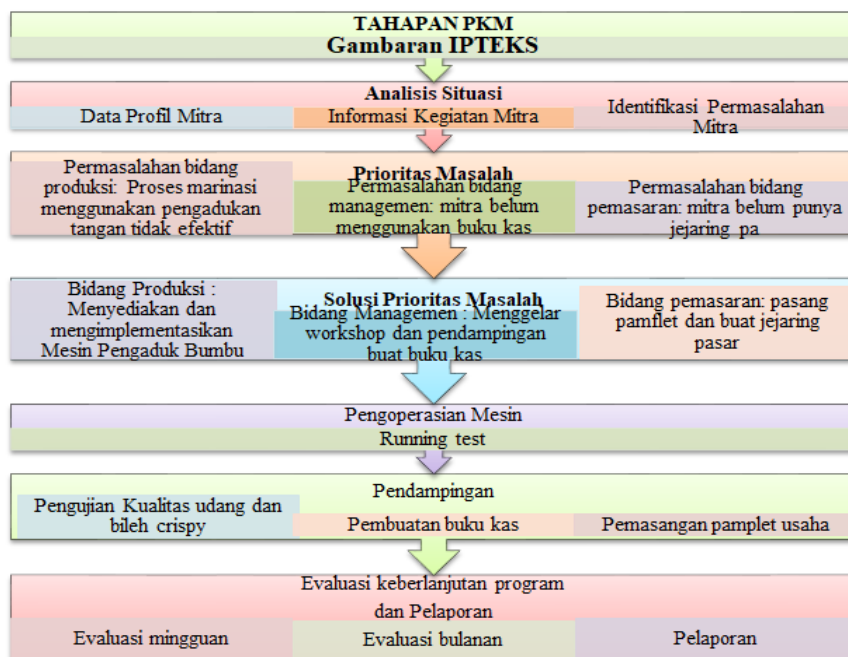 TAHAPAN PKM
Gambaran IPTEKS
Analisis Situasi
Data Profil Mitra
Informasi Kegiatan Mitra
Identifikasi Permasalahan
Mitra
Prioritas Masalah
Permasalahan bidang
produksi: Proses marinasi
menggunakan pengadukan
tangan tidak efektif
Permasalahan bidang
managemen: mitra belum
menggunakan buku kas
Permasalahan bidang
pemasaran: mitra belum punya
jejaring pa
Solusi Prioritas Masalah
Bidang Produksi :
Menyediakan dan
mengimplementasikan
Mesin Pengaduk Bumbu
Bidang Managemen : Menggelar
workshop dan pendampingan
buat buku kas
Bidang pemasaran: pasang
pamflet dan buat jejaring
pasar
Pengoperasian Mesin
Running test
Pendampingan
Pengujian Kualitas udang dan
bileh crispy
Pembuatan buku kas
Pemasangan pamplet usaha
Evaluasi keberlanjutan program
dan Pelaporan
Evaluasi mingguan
Evaluasi bulanan
Pelaporan